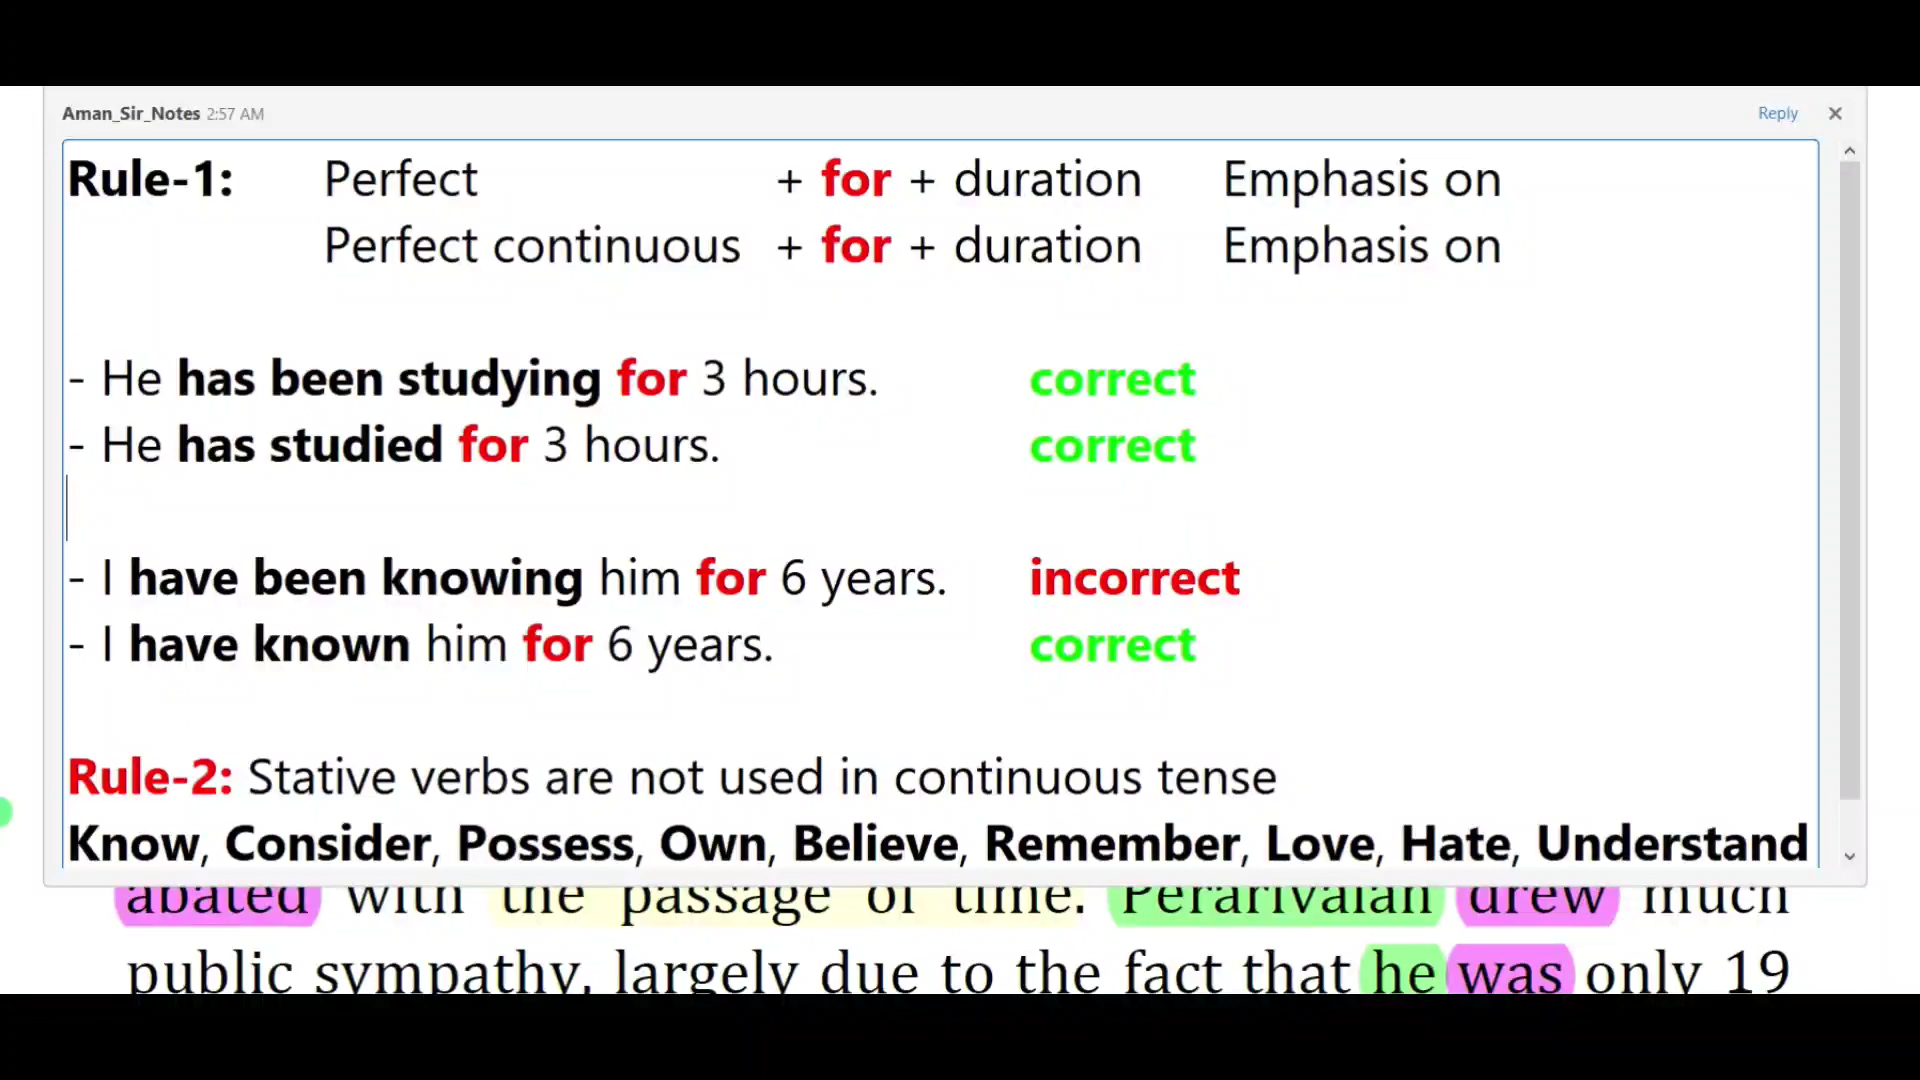 Aman_Sir_Notes 2:57 AM Reply
Rule-1: Perfect + for + duration Emphasis on
Perfect continuous + for + duration Emphasis on
- He has been studying for 3 hours. correct
- He has studied for 3 hours. correct
- I have been knowing him for 6 years. incorrect
- I have known him for 6 years. correct
Rule-2: Stative verbs are not used in continuous tense
Know, Consider, Possess, Own, Believe, Remember, Love, Hate, Understand
abated with the passage of time. Perarivalan drew much
public sympathy, largely due to the fact that he was only 19